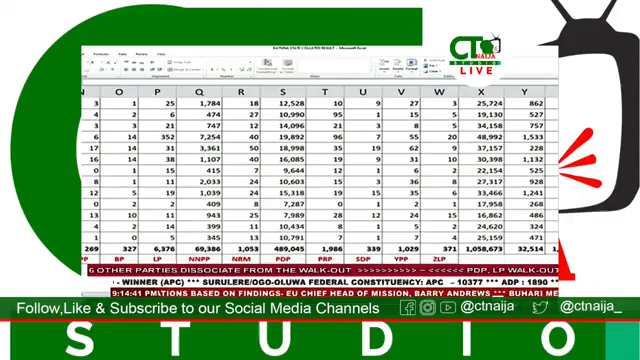 KATSINA STATE COLLATED RESULT - Microsoft Excel
CTC
NAIJA
STUDIOS
LIVE
O P Q R S T U V W X Y
3 1 25 1,784 18 12,528 10 9 27 3 25,724 862
4 2 6 474 27 10,990 95 1 15 5 19,130 527
3 3 21 747 12 14,096 21 3 8 5 34,158 757
6 14 352 7,254 40 19,892 96 7 55 20 48,992 1,533
17 14 31 3,361 50 18,998 35 19 62 9 37,157 228
16 14 38 1,107 40 16,085 19 9 31 10 30,398 1,132
0 1 15 415 7 9,644 12 1 6 2 22,154 525
8 1 11 2,033 24 10,603 15 3 36 8 27,317 928
12 5 19 1,039 24 15,318 19 15 35 6 33,466 1,241
0 2 2 409 8 7,287 0 1 2 1 17,958 268
13 10 11 943 25 7,989 28 12 24 15 16,862 486
4 2 14 399 11 5,430 4 1 11 2 24,620 324
1 0 5 345 13 10,791 1 1 7 4 25,159 471
269 327 6,376 69,386 1,053 489,045 1,986 339 1,029 371 1,058,673 32,514
PP BP LP NNPP NRM PDP PRP SDP YPP ZLP
6 OTHER PARTIES DISSOCIATE FROM THE WALK-OUT >>>>>>>>>> ~ <<<<<< PDP, LP WALK-OUT
- WINNER (APC) *** SURULERE/OGO-OLUWA FEDERAL CONSTITUENCY: APC - 10377 *** ADP : 1890 **
9:14:41 PM ATIONS BASED ON FINDINGS- EU CHIEF HEAD OF MISSION, BARRY ANDREWS *** BUHARI ME
Follow,Like & Subscribe to our Social Media Channels @ctnaija @ctnaija_
STUDIO